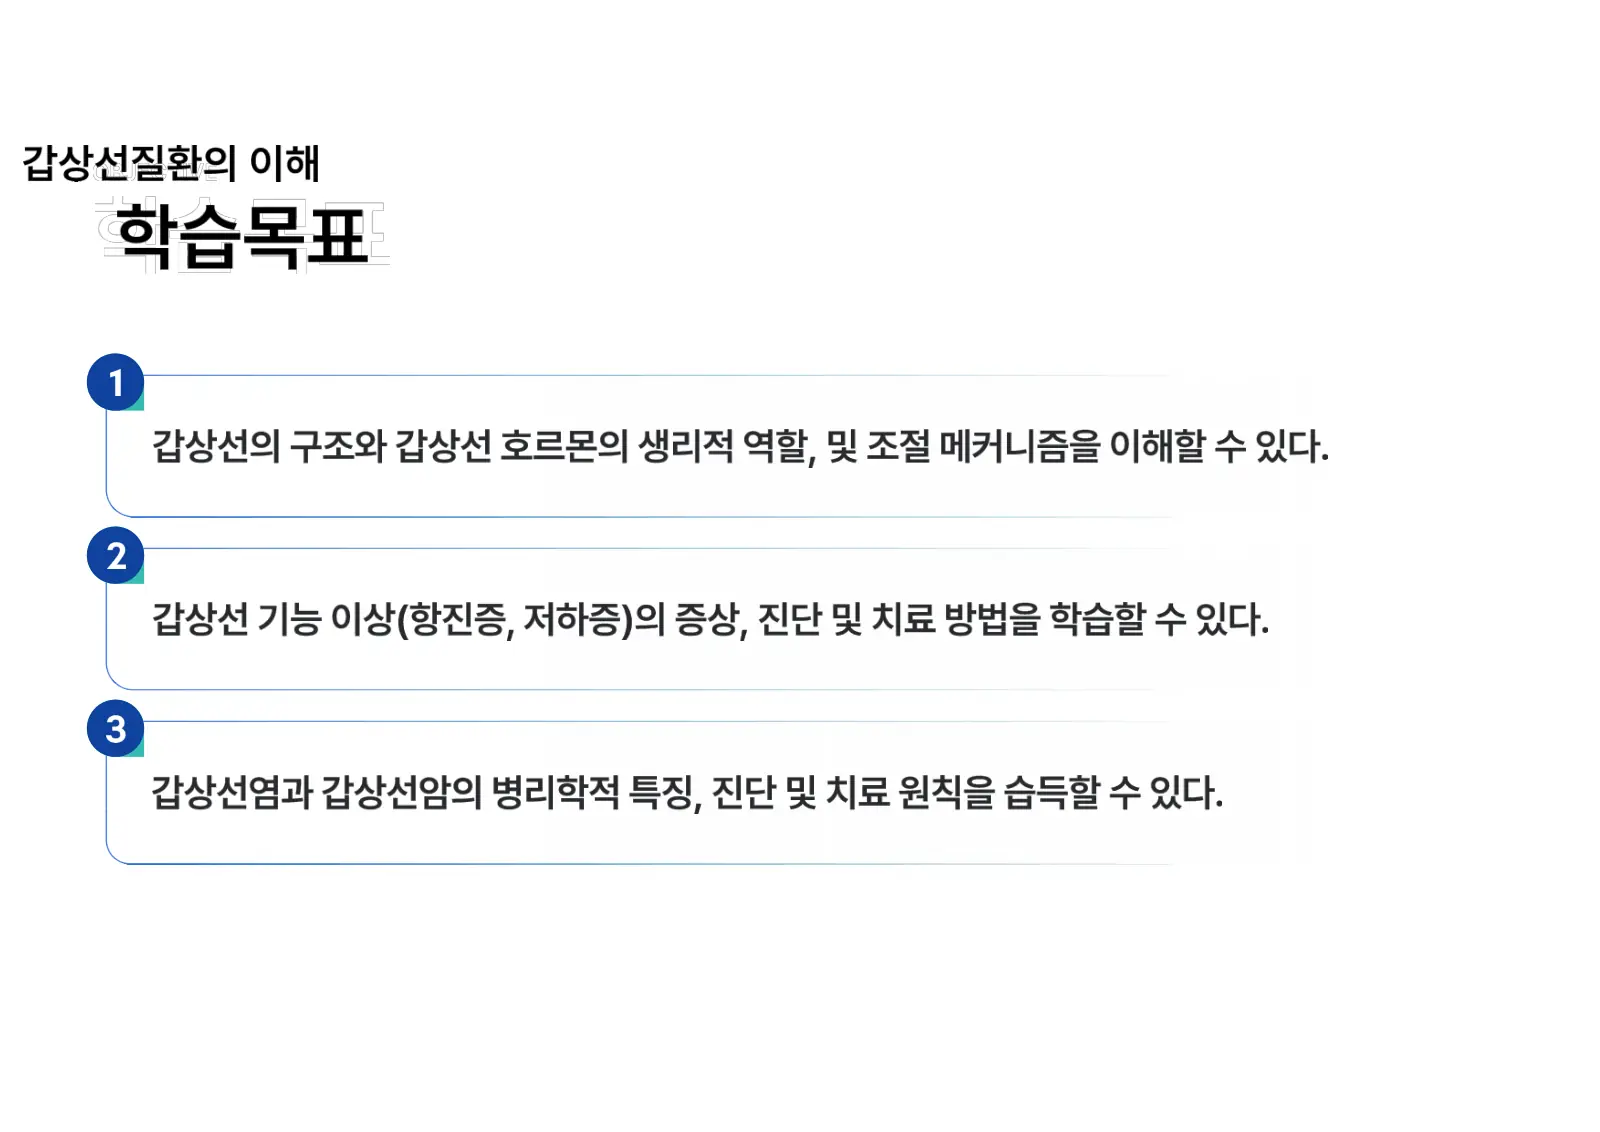 갑상선질환의 이해
학습목표
1
갑상선의 구조와 갑상선 호르몬의 생리적 역할, 및 조절 메커니즘을 이해할 수 있다.
2
갑상선 기능 이상(항진증, 저하증)의 증상, 진단 및 치료 방법을 학습할 수 있다.
3
갑상선염과 갑상선암의 병리학적 특징, 진단 및 치료 원칙을 습득할 수 있다.